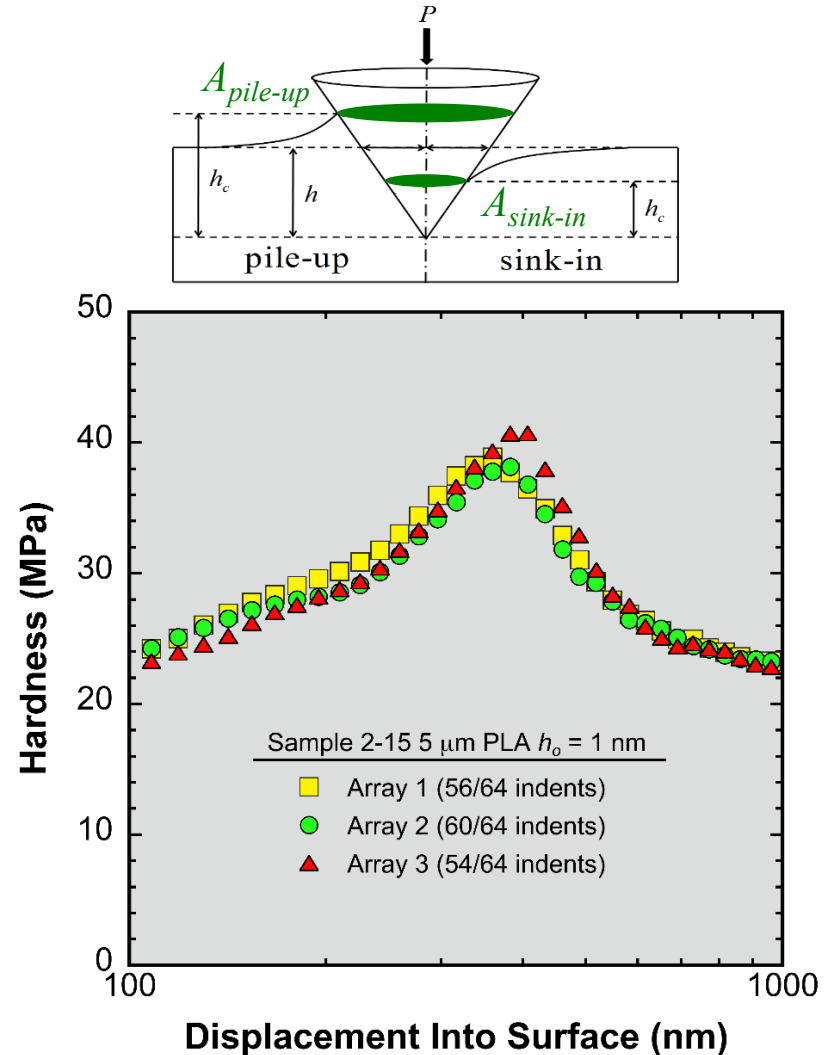 P
A_pile-up
h_c
h
A_sink-in
h_c
pile-up
sink-in
50
40
30
20
10
0
Hardness (MPa)
Sample 2-15 5 μm PLA h_o = 1 nm
Array 1 (56/64 indents)
Array 2 (60/64 indents)
Array 3 (54/64 indents)
100
1000
Displacement Into Surface (nm)